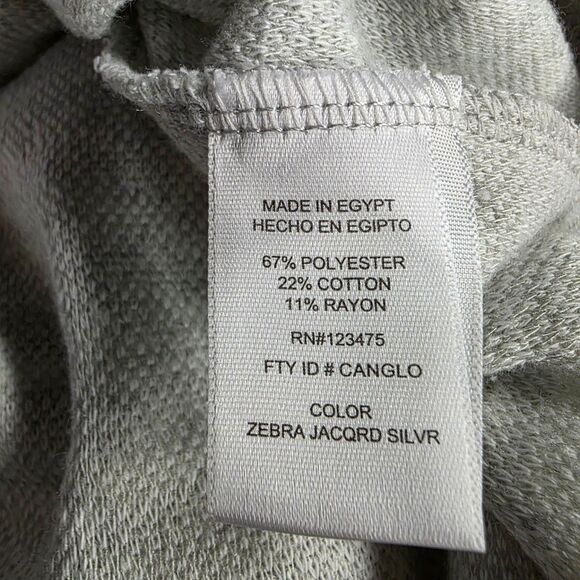 MADE IN EGYPT
HECHO EN EGIPTO
67% POLYESTER
22% COTTON
11% RAYON
RN#123475
FTY ID # CANGLO
COLOR
ZEBRA JACQRD SILVR